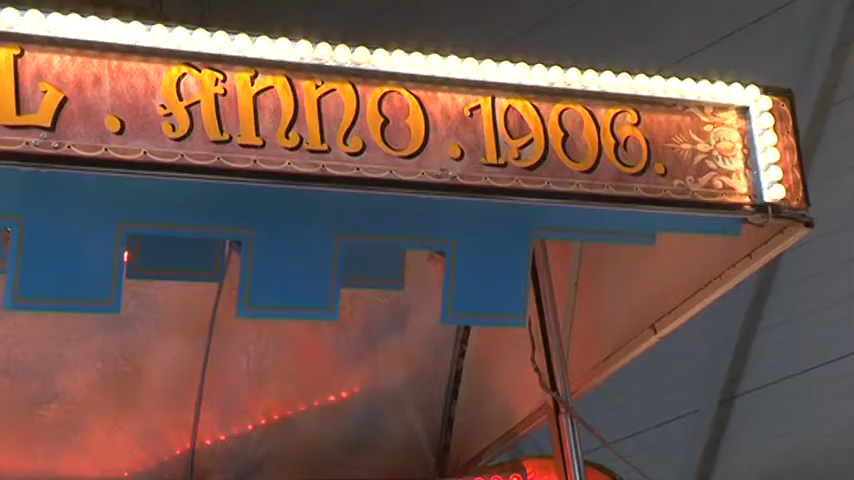 L . Anno . 1906 .